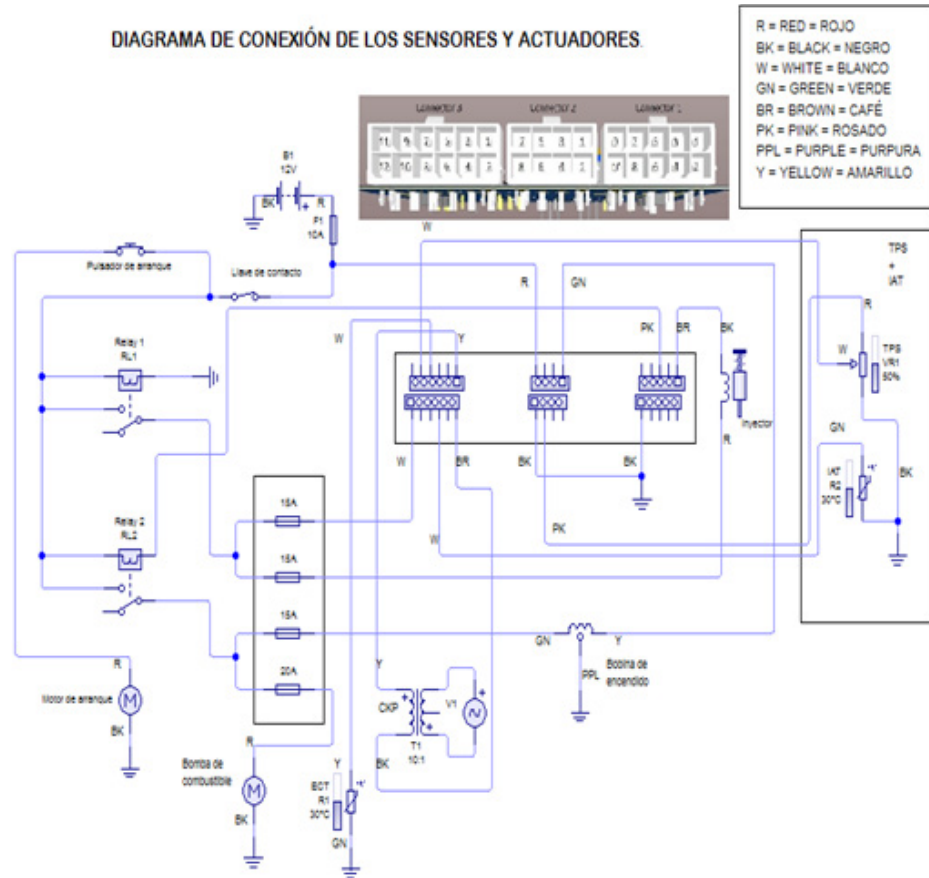 DIAGRAMA DE CONEXIÓN DE LOS SENSORES Y ACTUADORES.
R = RED = ROJO
BK = BLACK = NEGRO
W = WHITE = BLANCO
GN = GREEN = VERDE
BR = BROWN = CAFÉ
PK = PINK = ROSADO
PPL = PURPLE = PURPURA
Y = YELLOW = AMARILLO
Connector 3
Connector 2
Connector 1
B1
12V
BK
R
F1
10A
Pulsador de arranque
Llave de contacto
W
R
GN
W
Y
PK
BR
BK
Injector
R
TPS
+
IAT
R
W
TPS
VR1
50%
GN
IAT
R2
30°C
BK
Relay 1
RL1
Relay 2
RL2
15A
15A
15A
20A
W
BR
BK
BK
W
PK
GN
Y
PPL
Bobina de
encendido
R
Motor de arranque
BK
Y
CKP
T1
10:1
V1
BK
R
Bomba de
combustible
BK
Y
ECT
R1
30°C
GN